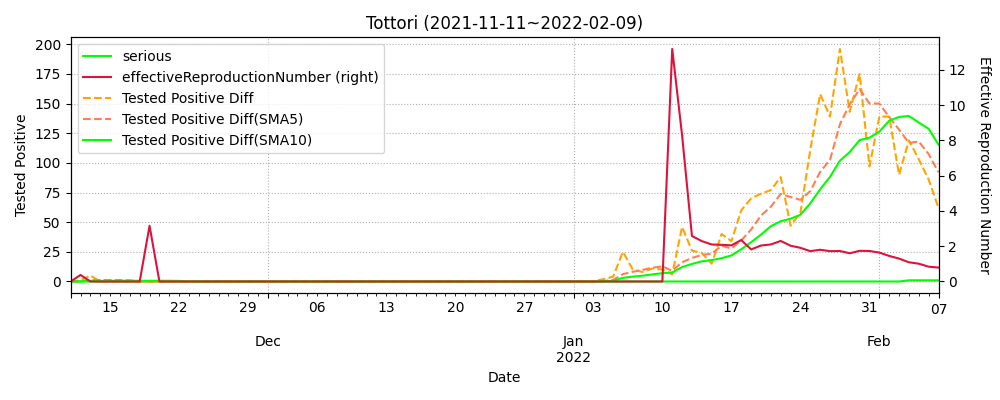 Tottori (2021-11-11~2022-02-09)
serious
effectiveReproductionNumber (right)
Tested Positive Diff
Tested Positive Diff(SMA5)
Tested Positive Diff(SMA10)
Tested Positive
200
175
150
125
100
75
50
25
0
12
10
8
6
4
2
0
Effective Reproduction Number
15 22 29 06 13 20 27 03 10 17 24 31 07
Dec Jan Feb
2022
Date